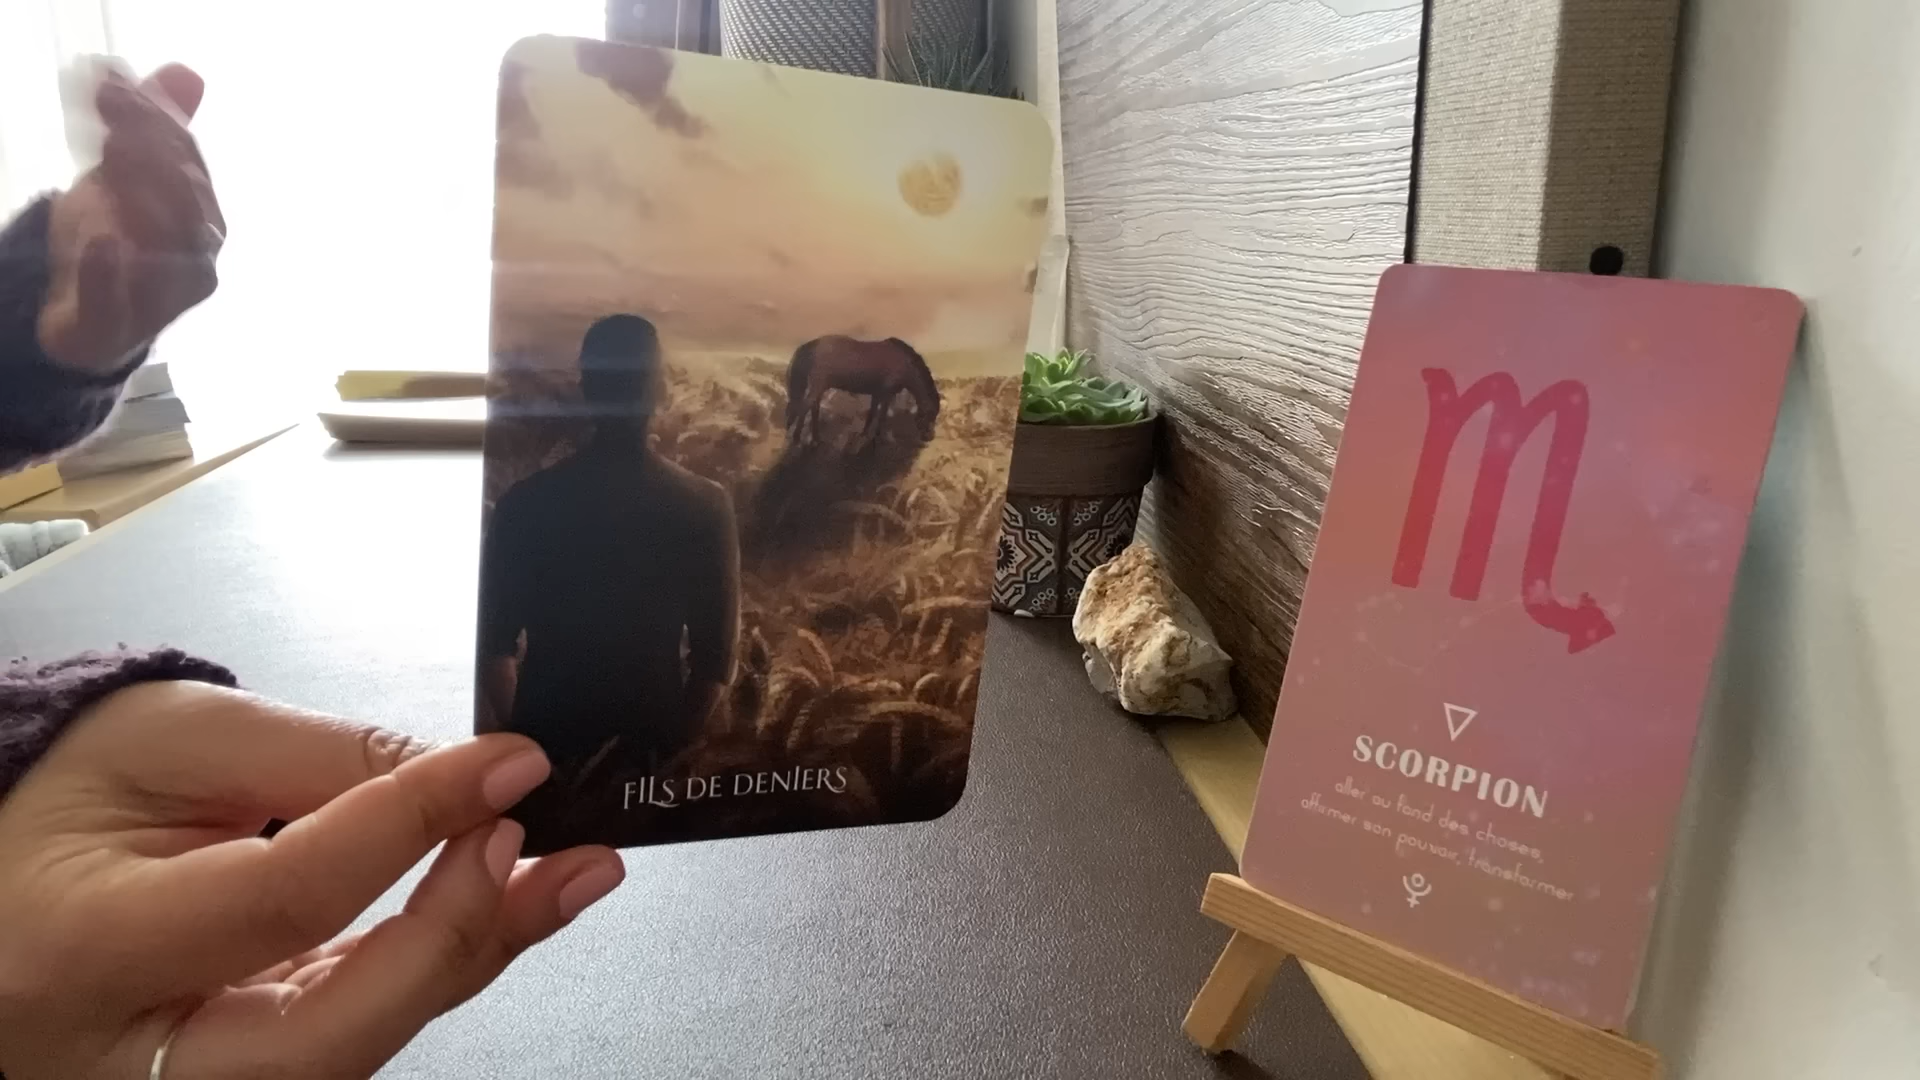 FILS DE DENIERS
SCORPION
aller au fond des choses,
affirmer son pouvoir, transformer